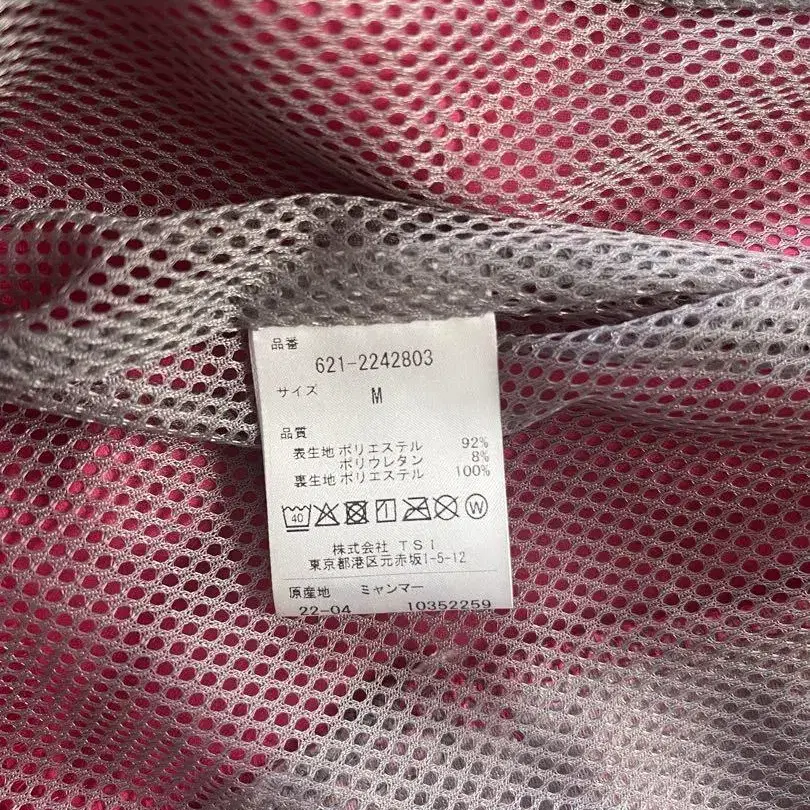 品番
621-2242803
サイズ
M
品質
表生地 ポリエステル 92%
ポリウレタン 8%
裏生地 ポリエステル 100%
40 W
株式会社 TSI
東京都港区元赤坂1-5-12
原産地 ミャンマー
22-04 10352259